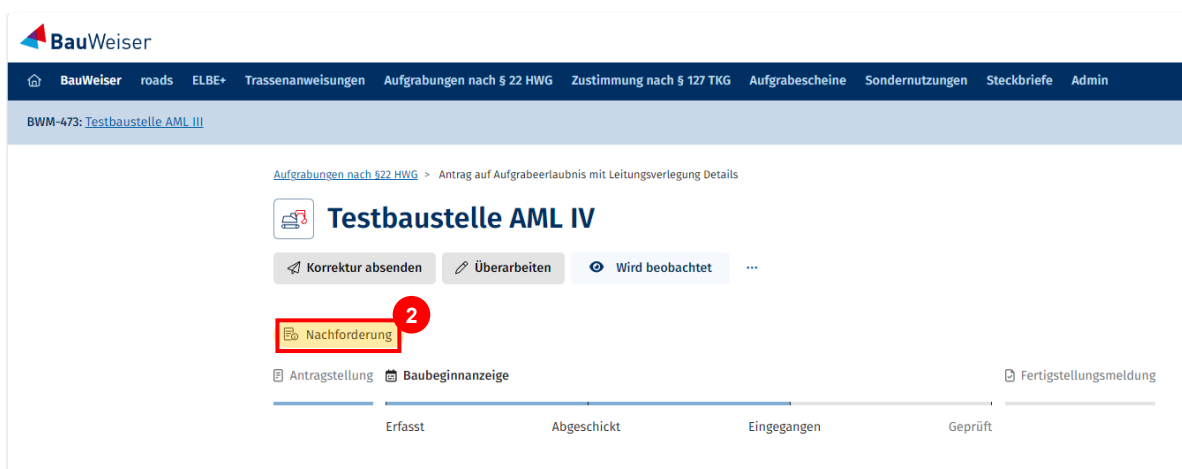 BauWeiser
BauWeiser roads ELBE+ Trassenanweisungen Aufgrabungen nach § 22 HWG Zustimmung nach § 127 TKG Aufgrabescheine Sondernutzungen Steckbriefe Admin
BWM-473: Testbaustelle AML III
Aufgrabungen nach §22 HWG > Antrag auf Aufgrabeerlaubnis mit Leitungsverlegung Details
Testbaustelle AML IV
Korrektur absenden Überarbeiten Wird beobachtet ...
2
Nachforderung
Antragstellung Baubeginnanzeige Fertigstellungsmeldung
Erfasst Abgeschickt Eingegangen Geprüft